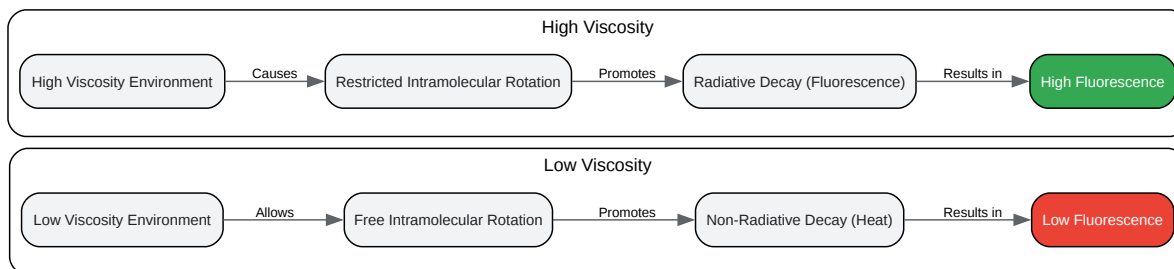 High Viscosity
High Viscosity Environment
Causes
Restricted Intramolecular Rotation
Promotes
Radiative Decay (Fluorescence)
Results in
High Fluorescence
Low Viscosity
Low Viscosity Environment
Allows
Free Intramolecular Rotation
Promotes
Non-Radiative Decay (Heat)
Results in
Low Fluorescence